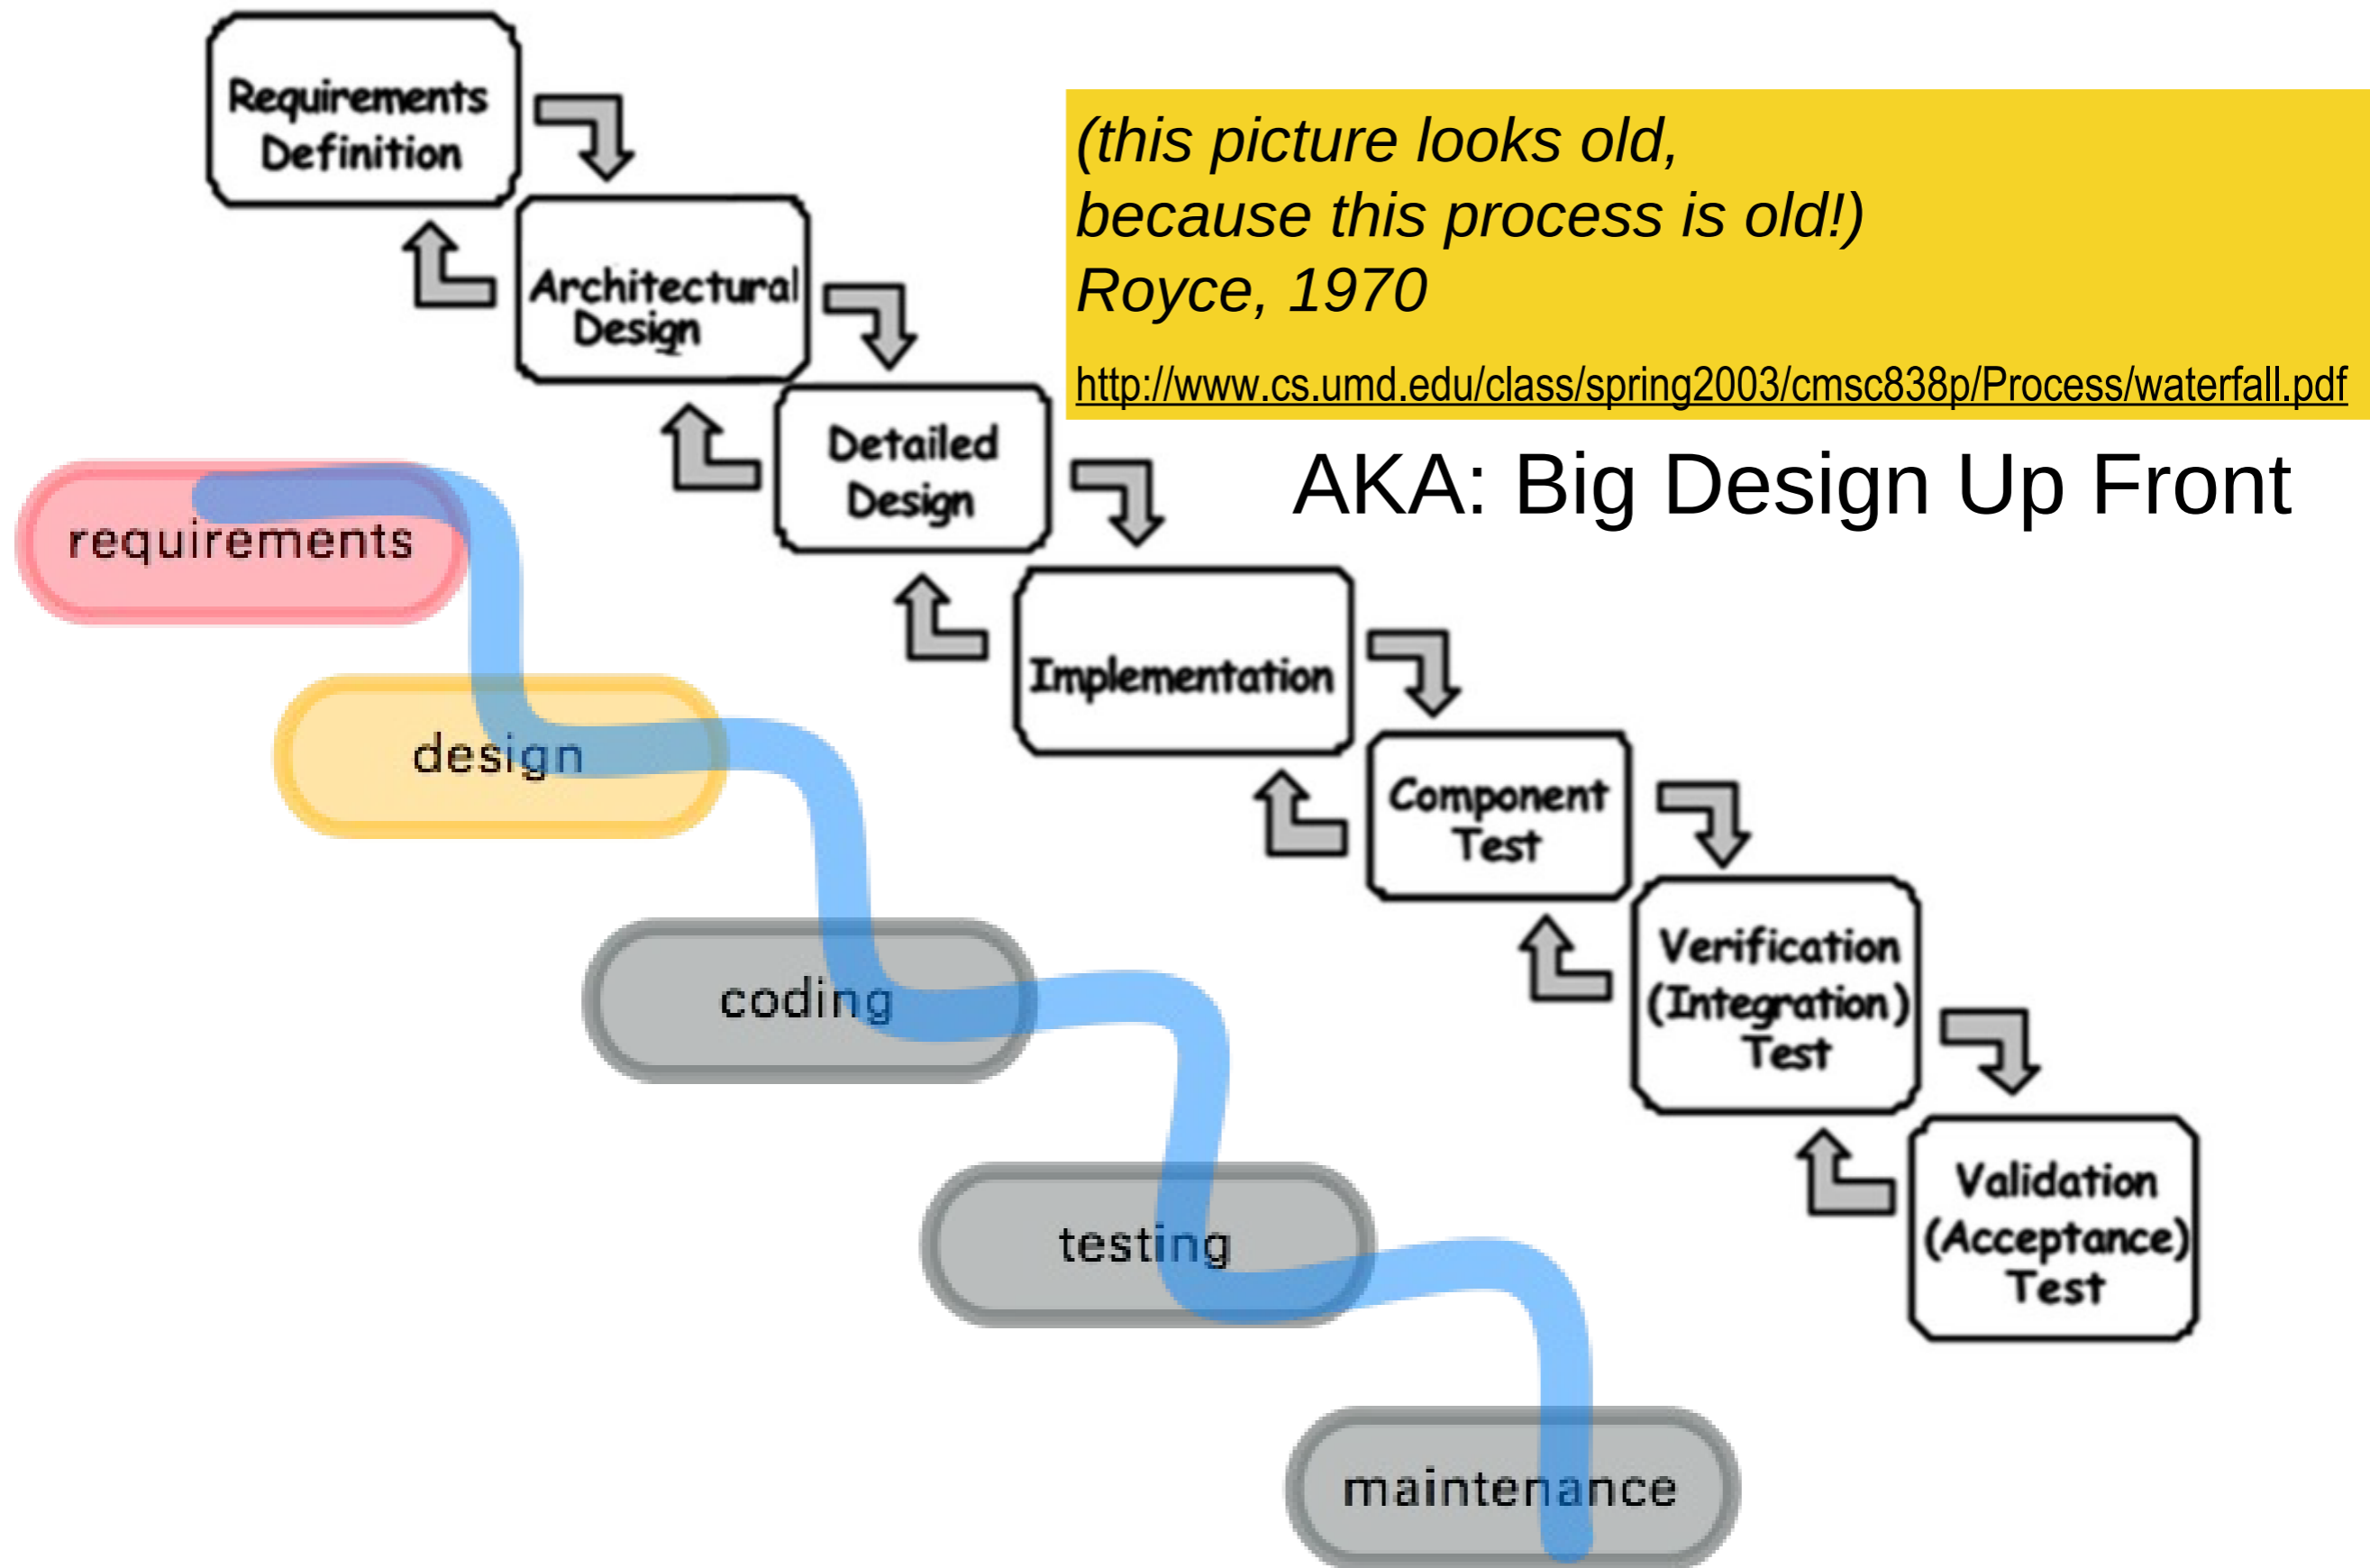 Requirements
Definition
Architectural
Design
Detailed
Design
Implementation
Component
Test
Verification
(Integration)
Test
Validation
(Acceptance)
Test
(this picture looks old,
because this process is old!)
Royce, 1970
http://www.cs.umd.edu/class/spring2003/cmsc838p/Process/waterfall.pdf
AKA: Big Design Up Front
requirements
design
coding
testing
maintenance